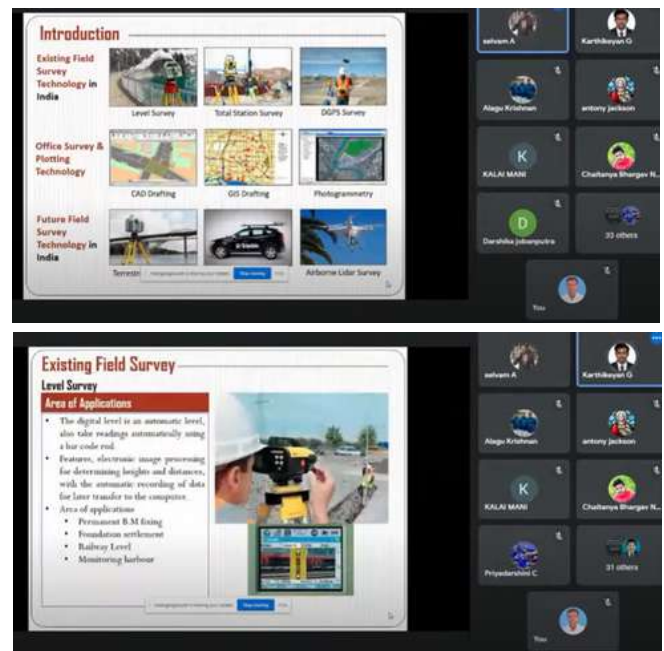 Introduction
Existing Field
Survey
Technology in
India
Level Survey
Total Station Survey
DGPS Survey
Office Survey &
Plotting
Technology
CAD Drafting
GIS Drafting
Photogrammetry
Future Field
Survey
Technology in
India
Airborne Lidar Survey
Stop sharing
selvam A
Karthikeyan G
Alagu Krishnan
antony jackson
K
KALAI MANI
Chaitanya Bhargav N...
D
Darshika jobanputra
33 others
You
Existing Field Survey
Level Survey
Area of Applications
• The digital level is an automatic level,
also take readings automatically using
a bar code rod.
• Features, electronic image processing
for determining heights and distances,
with the automatic recording of data
for later transfer to the computer.
• Area of applications
• Permanent B.M fixing
• Foundation settlement
• Railway Level
• Monitoring harbour
Stop sharing
selvam A
Karthikeyan G
Alagu Krishnan
antony jackson
K
KALAI MANI
Chaitanya Bhargav N...
Priyadarshini C
31 others
You